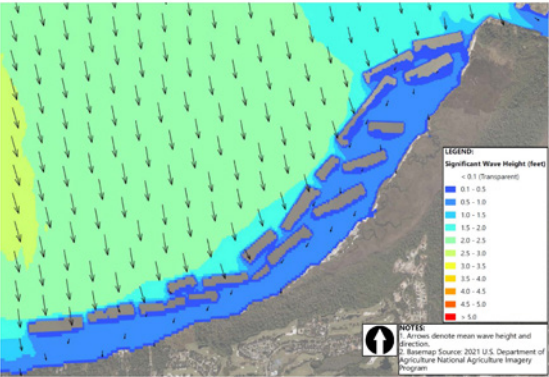 LEGEND:
Significant Wave Height (feet)
< 0.1 (Transparent)
0.1 - 0.5
0.5 - 1.0
1.0 - 1.5
1.5 - 2.0
2.0 - 2.5
2.5 - 3.0
3.0 - 3.5
3.5 - 4.0
4.0 - 4.5
4.5 - 5.0
> 5.0
NOTES:
1. Arrows denote mean wave height and
direction.
2. Basemap Source: 2021 U.S. Department of
Agriculture National Agriculture Imagery
Program